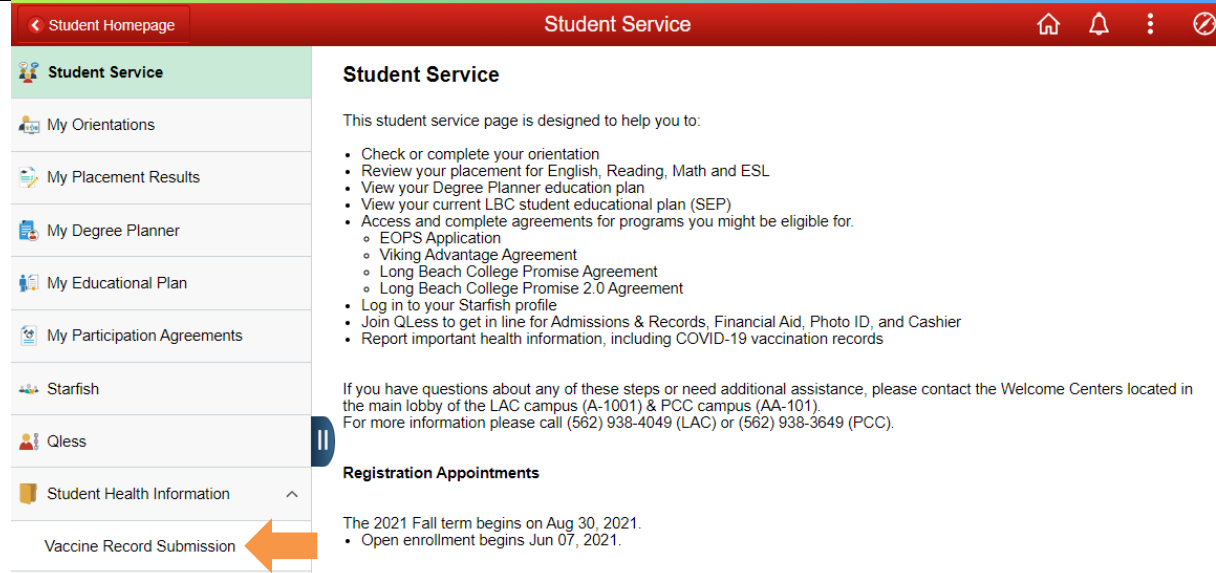 Student Homepage
Student Service
Student Service
My Orientations
My Placement Results
My Degree Planner
My Educational Plan
My Participation Agreements
Starfish
Qless
Student Health Information
Vaccine Record Submission
Student Service
This student service page is designed to help you to:
• Check or complete your orientation
• Review your placement for English, Reading, Math and ESL
• View your Degree Planner education plan
• View your current LBC student educational plan (SEP)
• Access and complete agreements for programs you might be eligible for.
◦ EOPS Application
◦ Viking Advantage Agreement
◦ Long Beach College Promise Agreement
◦ Long Beach College Promise 2.0 Agreement
• Log in to your Starfish profile
• Join QLess to get in line for Admissions & Records, Financial Aid, Photo ID, and Cashier
• Report important health information, including COVID-19 vaccination records
If you have questions about any of these steps or need additional assistance, please contact the Welcome Centers located in
the main lobby of the LAC campus (A-1001) & PCC campus (AA-101).
For more information please call (562) 938-4049 (LAC) or (562) 938-3649 (PCC).
Registration Appointments
The 2021 Fall term begins on Aug 30, 2021.
• Open enrollment begins Jun 07, 2021.